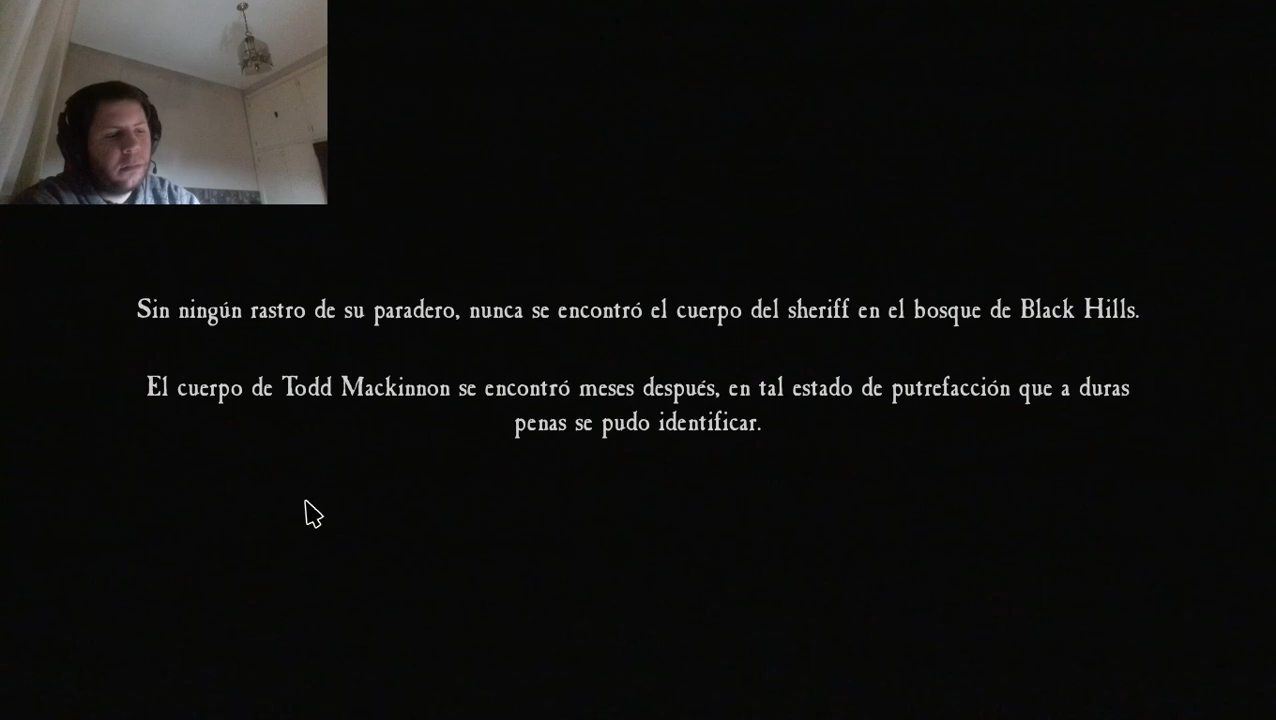 Sin ningún rastro de su paradero, nunca se encontró el cuerpo del sheriff en el bosque de Black Hills.
El cuerpo de Todd Mackinnon se encontró meses después, en tal estado de putrefacción que a duras
penas se pudo identificar.